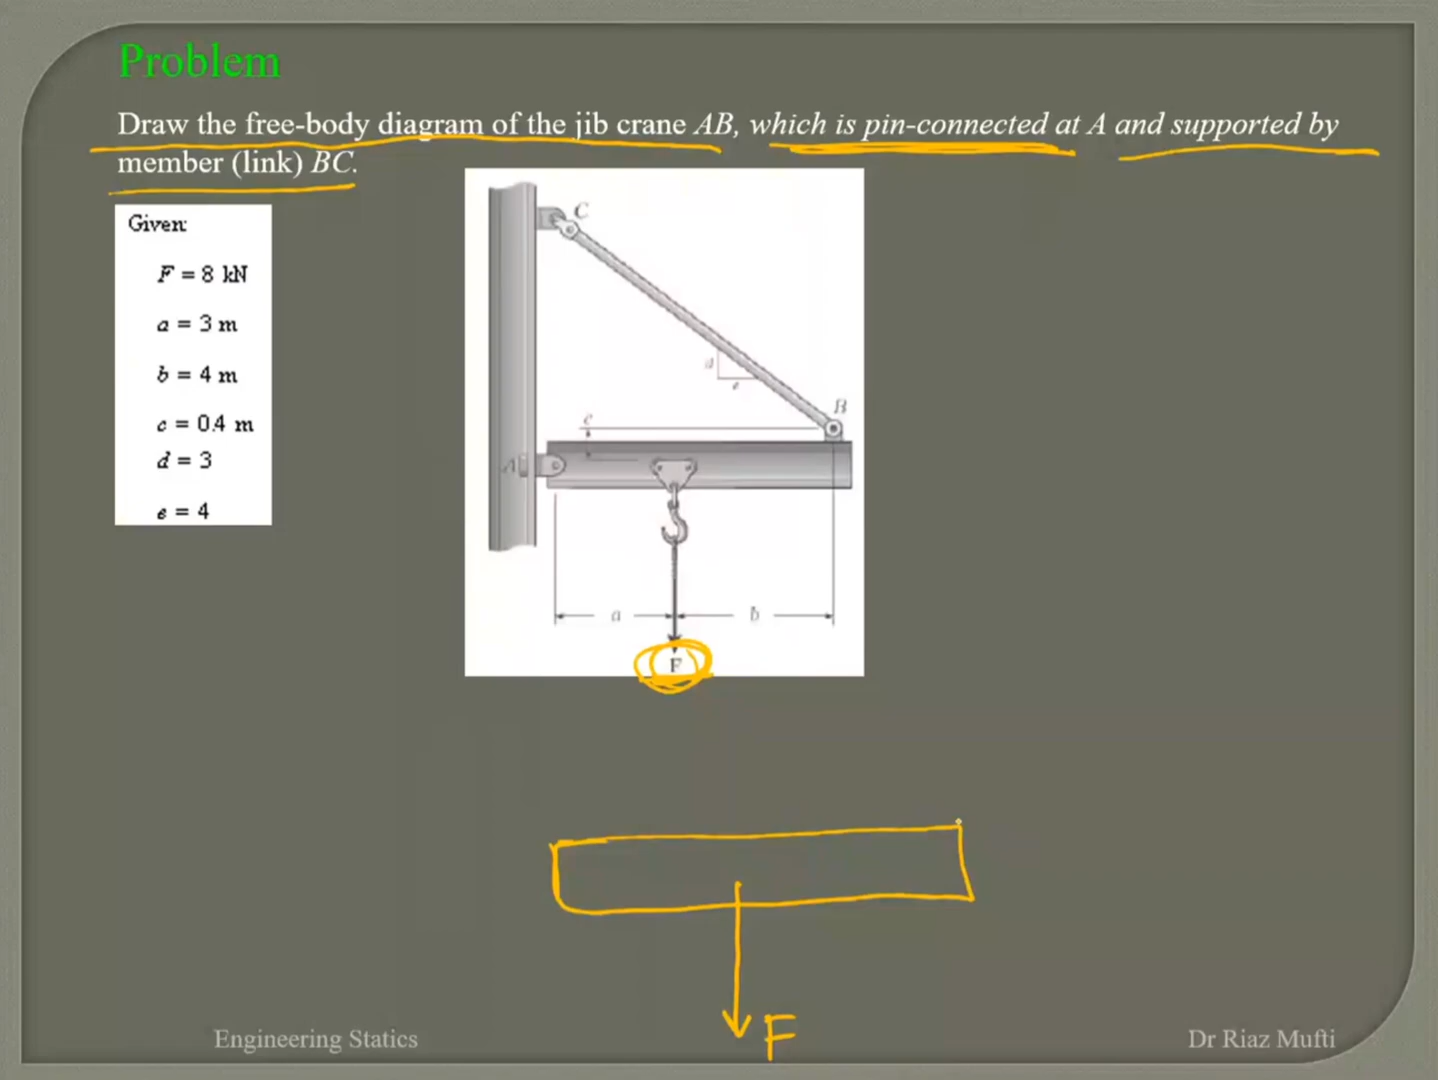 Problem
Draw the free-body diagram of the jib crane AB, which is pin-connected at A and supported by
member (link) BC.
Given:
F = 8 kN
a = 3 m
b = 4 m
c = 0.4 m
d = 3
e = 4
C
d
e
B
c
A
a
b
F
F
Engineering Statics
Dr Riaz Mufti